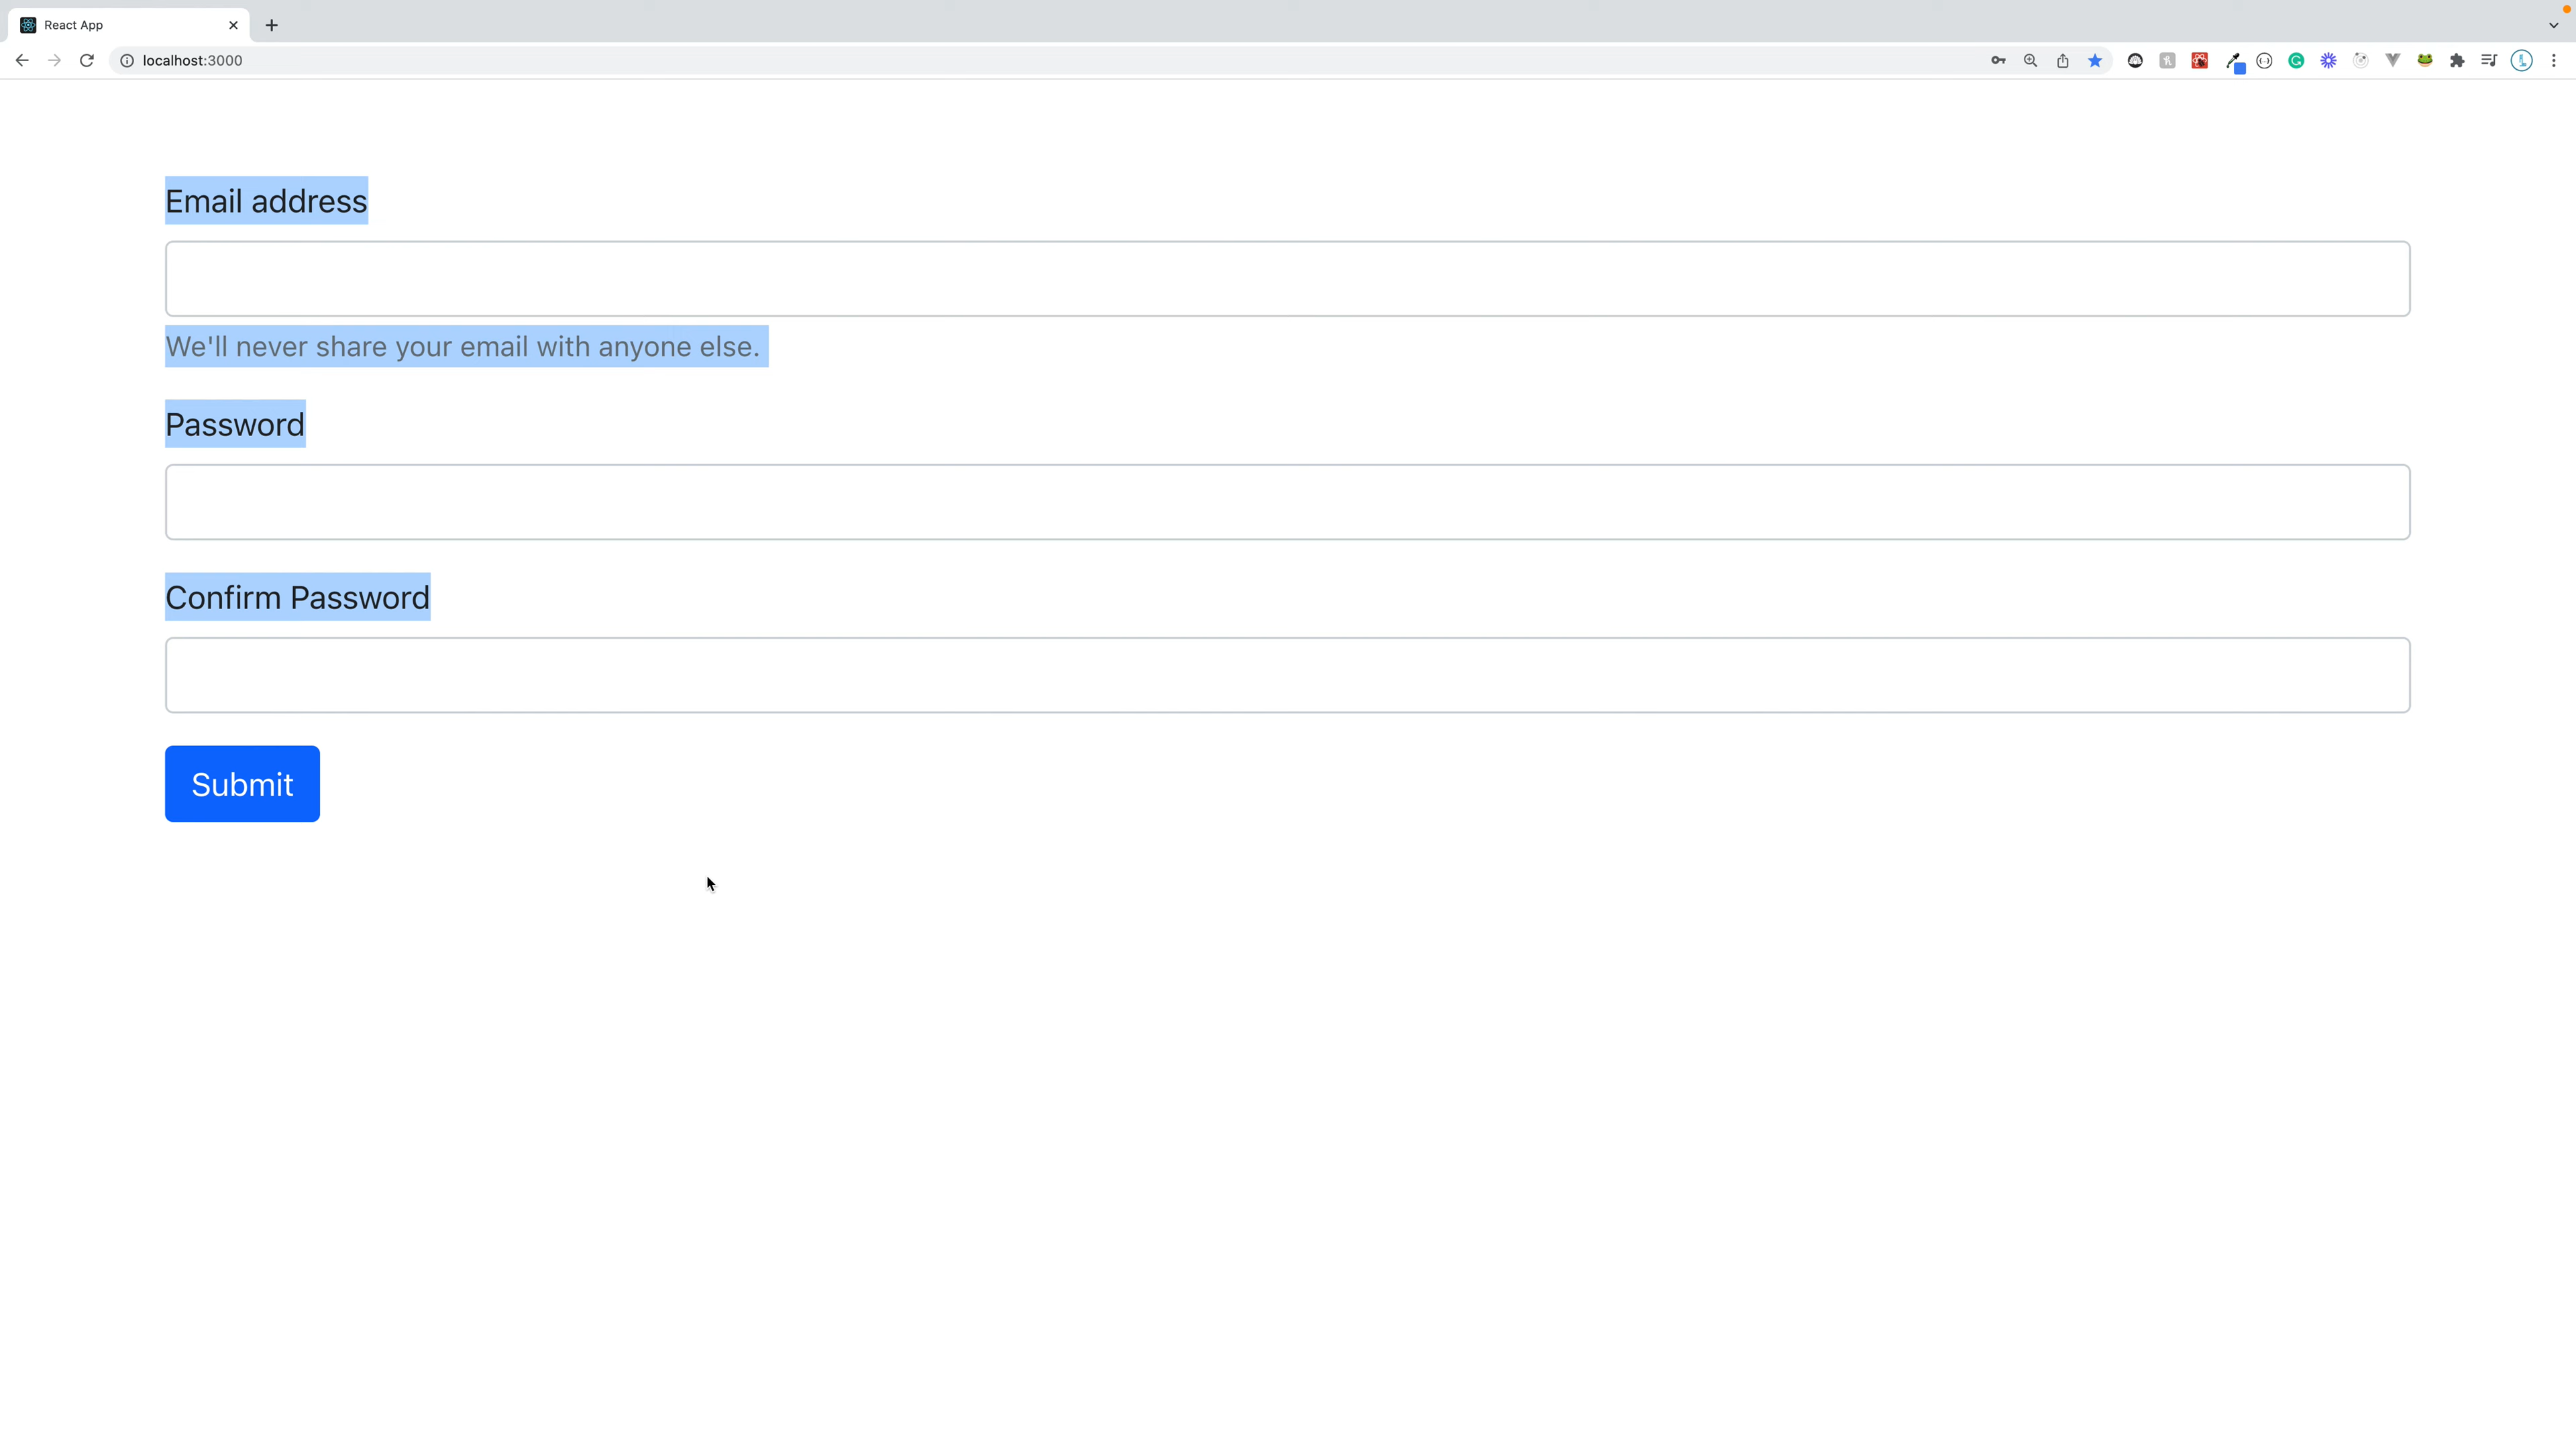 React App
localhost:3000
Email address
We'll never share your email with anyone else.
Password
Confirm Password
Submit